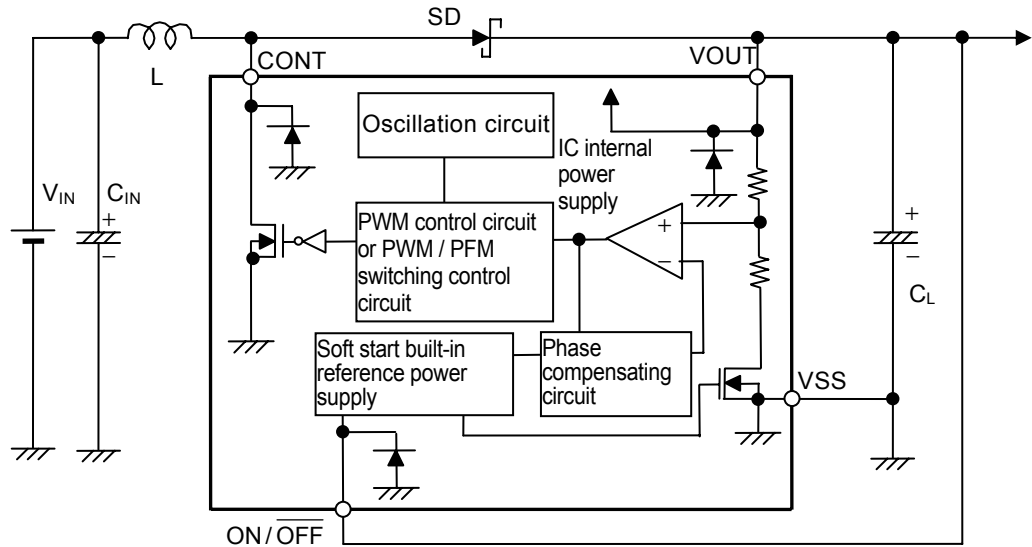 SD
CONT
VOUT
L
Oscillation circuit
IC internal
power
supply
VIN
CIN
+
−
PWM control circuit
or PWM / PFM
switching control
circuit
+
−
+
−
CL
Soft start built-in
reference power
supply
Phase
compensating
circuit
VSS
ON / OFF